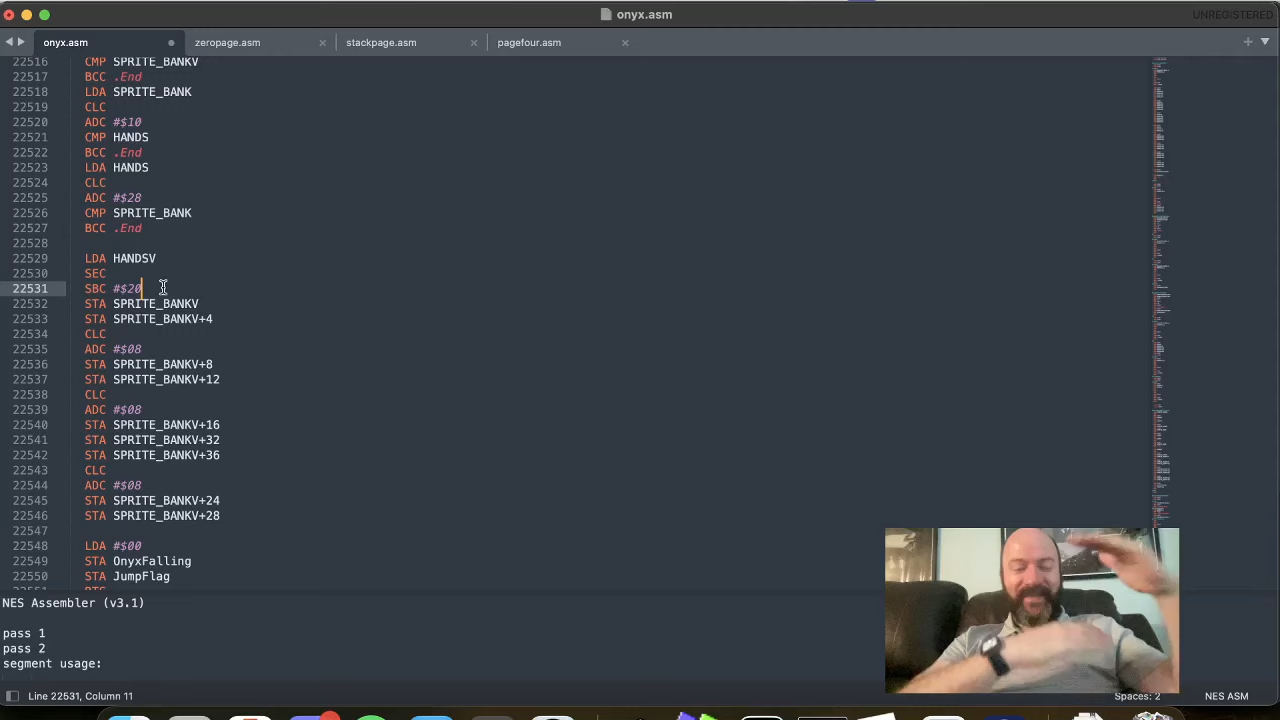 onyx.asm
UNREGISTERED
onyx.asm zeropage.asm stackpage.asm pagefour.asm
22516 CMP SPRITE_BANKV
22517 BCC .End
22518 LDA SPRITE_BANK
22519 CLC
22520 ADC #$10
22521 CMP HANDS
22522 BCC .End
22523 LDA HANDS
22524 CLC
22525 ADC #$28
22526 CMP SPRITE_BANK
22527 BCC .End
22528
22529 LDA HANDSV
22530 SEC
22531 SBC #$20
22532 STA SPRITE_BANKV
22533 STA SPRITE_BANKV+4
22534 CLC
22535 ADC #$08
22536 STA SPRITE_BANKV+8
22537 STA SPRITE_BANKV+12
22538 CLC
22539 ADC #$08
22540 STA SPRITE_BANKV+16
22541 STA SPRITE_BANKV+32
22542 STA SPRITE_BANKV+36
22543 CLC
22544 ADC #$08
22545 STA SPRITE_BANKV+24
22546 STA SPRITE_BANKV+28
22547
22548 LDA #$00
22549 STA OnyxFalling
22550 STA JumpFlag
NES Assembler (v3.1)
pass 1
pass 2
segment usage:
Line 22531, Column 11
Spaces: 2
NES ASM